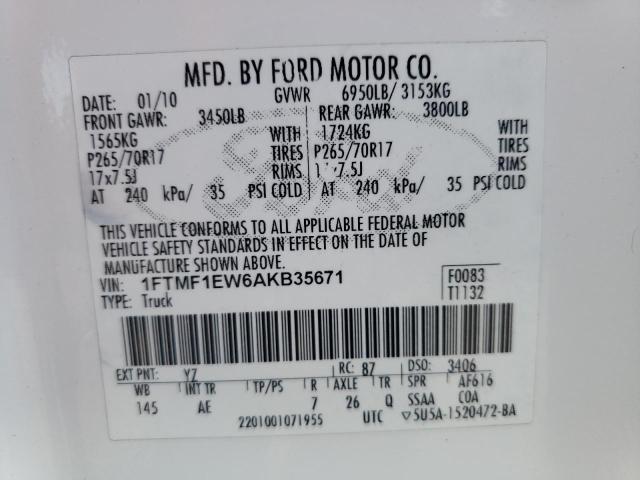 MFD. BY FORD MOTOR CO.
DATE: 01/10 GVWR 6950LB/ 3153KG
FRONT GAWR: 3450LB REAR GAWR: 3800LB
1565KG WITH 1724KG WITH
P265/70R17 TIRES P265/70R17 TIRES
17x7.5J RIMS RIMS
AT 240 kPa/ 35 PSI COLD AT 240 kPa/ 35 PSI COLD
THIS VEHICLE CONFORMS TO ALL APPLICABLE FEDERAL MOTOR
VEHICLE SAFETY STANDARDS IN EFFECT ON THE DATE OF
MANUFACTURE SHOWN ABOVE.
VIN: 1FTMF1EW6AKB35671 F0083
TYPE: Truck T1132
EXT PNT: Y7 RC: 87 DSO: 3406
WB INT TR TP/PS R AXLE TR SPR AF616
145 AE 7 26 Q SSAA COA
2201001071955 UTC ▽5U5A-1520472-BA